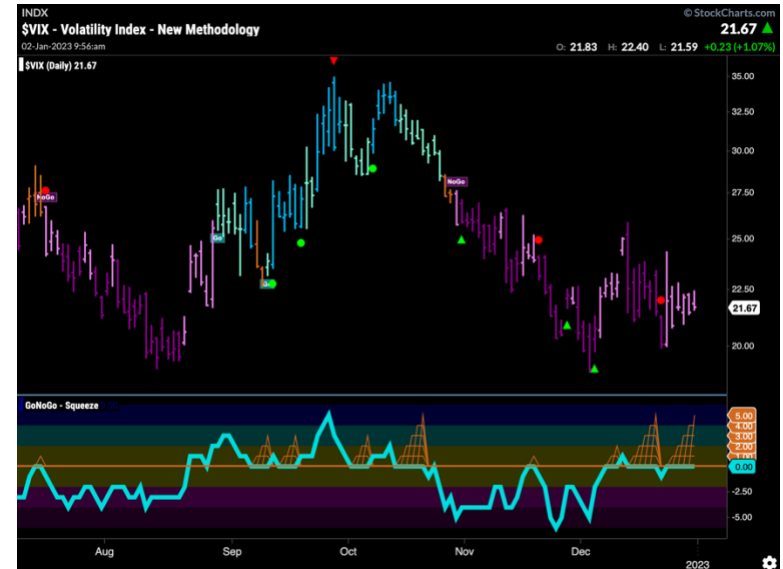 INDX
© StockCharts.com
$VIX - Volatility Index - New Methodology
21.67
02-Jan-2023 9:56am
O: 21.83 H: 22.40 L: 21.59 +0.23 (+1.07%)
$VIX (Daily) 21.67
35.00
32.50
30.00
NoGo
27.50
NoGo
Go
25.00
22.50
21.67
20.00
GoNoGo - Squeeze
5.00
4.00
3.00
2.00
1.00
0.00
-2.50
-5.00
Aug Sep Oct Nov Dec
2023